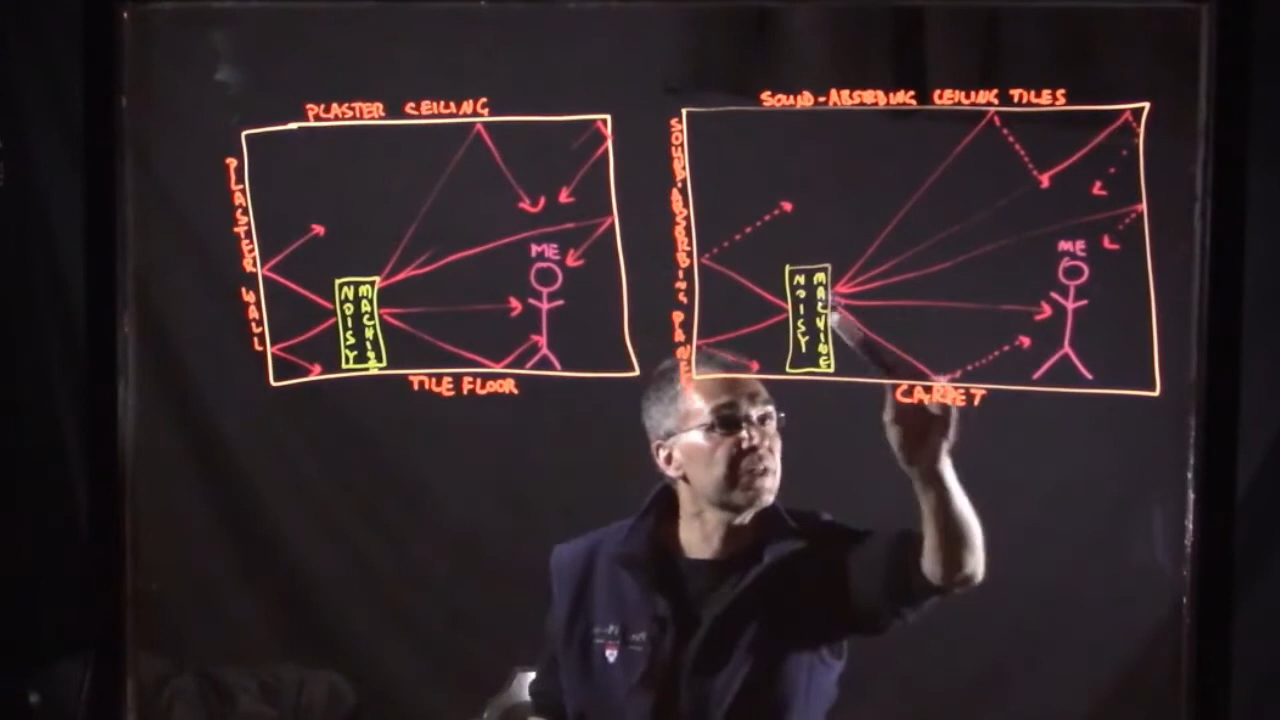 PLASTER CEILING
PLASTER WALL
NOISY
MACHINE
ME
TILE FLOOR
SOUND-ABSORBING CEILING TILES
SOUND-ABSORBING PANE
NOISY
MACHINE
ME
CARPET